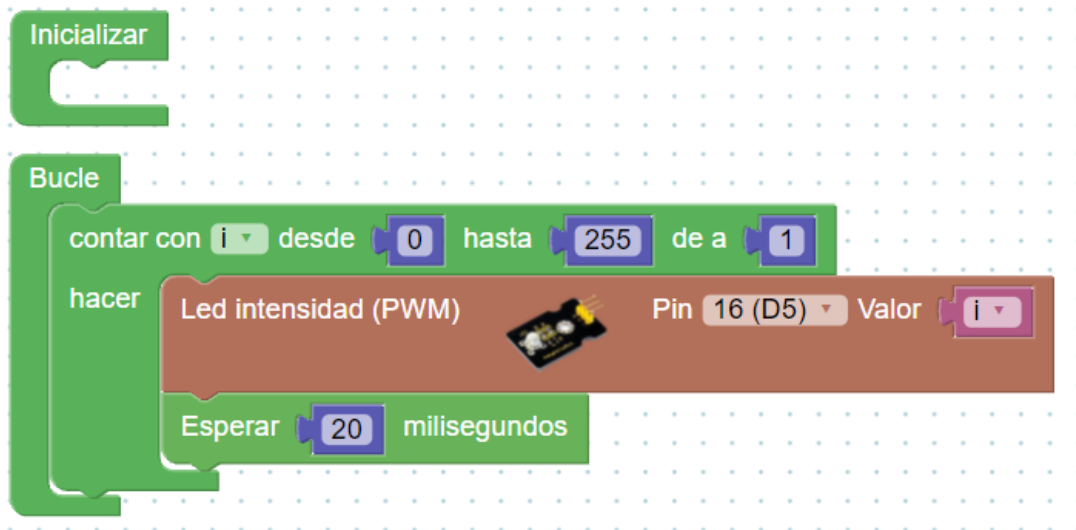 Inicializar
Bucle
contar con i desde 0 hasta 255 de a 1
hacer
Led intensidad (PWM) Pin 16 (D5) Valor i
Esperar 20 milisegundos